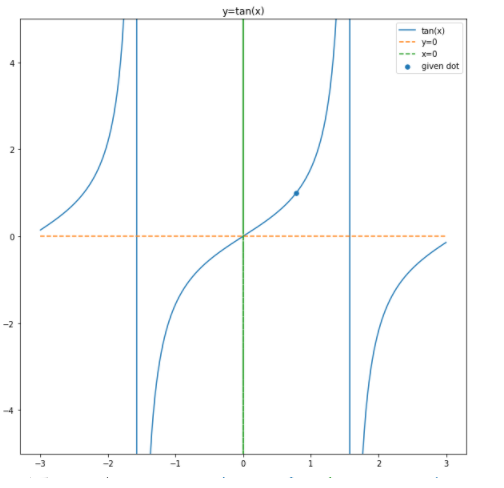 y=tan(x)
tan(x)
y=0
x=0
given dot
4
2
0
−2
−4
−3 −2 −1 0 1 2 3